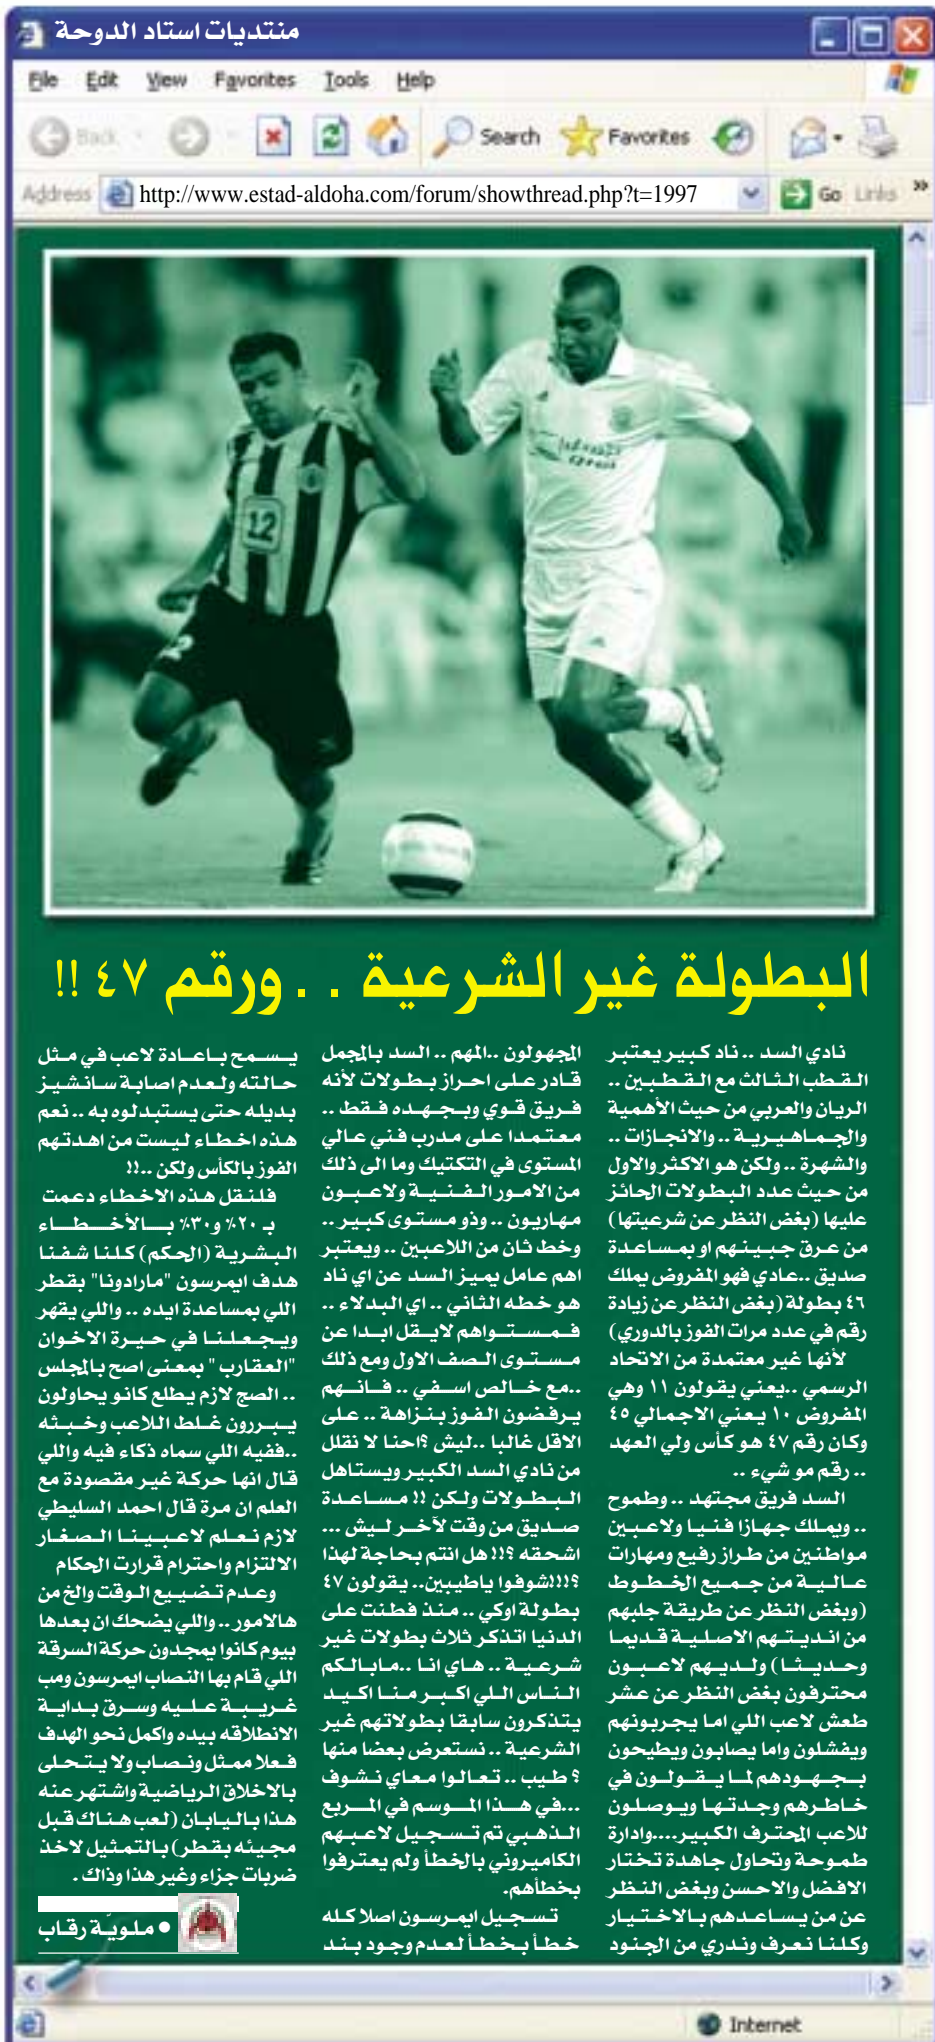 منتديات استاد الدوحة
File Edit View Favorites Tools Help
Back Search Favorites
Address http://www.estad-aldoha.com/forum/showthread.php?t=1997 Go Links »
12
البطولة غير الشرعية . . ورقم ٤٧ !!
نادي السد .. ناد كبير يعتبر
القطب الثالث مع القطبين ..
الريان والعربي من حيث الأهمية
والجماهيرية .. والانجازات ..
والشهرة .. ولكن هو الاكثر والاول
من حيث عدد البطولات الحائز
عليها (بغض النظر عن شرعيتها)
من عرق جبينهم او بمساعدة
صديق ..عادي فهو المفروض بملك
٤٦ بطولة (بغض النظر عن زيادة
رقم في عدد مرات الفوز بالدوري)
لأنها غير معتمدة من الاتحاد
الرسمي ..يعني يقولون ١١ وهي
المفروض ١٠ يعني الاجمالي ٤٥
وكان رقم ٤٧ هو كأس ولي العهد
.. رقم مو شيء ..
السد فريق مجتهد .. وطموح
.. ويملك جهازا فنيا ولاعبين
مواطنين من طراز رفيع ومهارات
عالية من جميع الخطوط
(وبغض النظر عن طريقة جلبهم
من انديتهم الاصلية قديما
وحديثا) ولديهم لاعبون
محترفون بغض النظر عن عشر
طعش لاعب اللي اما يجربونهم
ويفشلون واما يصابون ويطيحون
بجهودهم لما يقولون في
خاطرهم وجدتها ويوصلون
للاعب المحترف الكبير....وادارة
طموحة وتحاول جاهدة تختار
الافضل والاحسن وبغض النظر
عن من يساعدهم بالاختيار
وكلنا نعرف وندري من الجنود
المجهولون ..المهم .. السد بالمجمل
قادر على احراز بطولات لأنه
فريق قوي وبجهده فقط ..
معتمدا على مدرب فني عالي
المستوى في التكتيك وما الى ذلك
من الامور الفنية ولاعبون
مهاريون .. وذو مستوى كبير ..
وخط ثان من اللاعبين .. ويعتبر
اهم عامل يميز السد عن اي ناد
هو خطه الثاني .. اي البدلاء ..
فمستواهم لايقل ابدا عن
مستوى الصف الاول ومع ذلك
..مع خالص اسفي .. فانهم
يرفضون الفوز بنزاهة .. على
الاقل غالبا ..ليش ؟احنا لا نقلل
من نادي السد الكبير ويستاهل
البطولات ولكن !! مساعدة
صديق من وقت لآخر ليش ...
اشحقه ؟!! هل انتم بحاجة لهذا
؟!!!شوفوا ياطيبين.. يقولون ٤٧
بطولة اوكي .. منذ فطنت على
الدنيا اتذكر ثلاث بطولات غير
شرعية .. هاي انا ..مابالكم
الناس اللي اكبر منا اكيد
يتذكرون سابقا بطولاتهم غير
الشرعية .. نستعرض بعضا منها
؟ طيب .. تعالوا معاي نشوف
...في هذا الموسم في المربع
الذهبي تم تسجيل لاعبهم
الكاميروني بالخطأ ولم يعترفوا
بخطأهم.
تسجيل ايمرسون اصلا كله
خطأ بخطأ لعدم وجود بند
يسمح باعادة لاعب في مثل
حالته ولعدم اصابة سانشيز
بديله حتى يستبدلوه به .. نعم
هذه اخطاء ليست من اهدتهم
الفوز بالكأس ولكن ..!!
فلنقل هذه الاخطاء دعمت
بـ ٢٠٪ و٣٠٪ بالأخطاء
البشرية (الحكم) كلنا شفنا
هدف ايمرسون "مارادونا" بقطر
اللي بمساعدة ايده .. واللي يقهر
ويجعلنا في حيرة الاخوان
"العقارب" بمعنى اصح بالمجلس
.. الصج لازم يطلع كانو يحاولون
يبررون غلط اللاعب وخبثه
..ففيه اللي سماه ذكاء فيه واللي
قال انها حركة غير مقصودة مع
العلم ان مرة قال احمد السليطي
لازم نعلم لاعبينا الصغار
الالتزام واحترام قرارت الحكام
وعدم تضييع الوقت والخ من
هالامور .. واللي يضحك ان بعدها
بيوم كانوا يمجدون حركة السرقة
اللي قام بها النصاب ايمرسون ومب
غريبة عليه وسرق بداية
الانطلاقه بيده واكمل نحو الهدف
فعلا ممثل ونصاب ولا يتحلى
بالاخلاق الرياضية واشتهر عنه
هذا باليابان (لعب هناك قبل
مجيئه بقطر) بالتمثيل لاخذ
ضربات جزاء وغير هذا وذاك .
● ملويّة رقاب
Internet